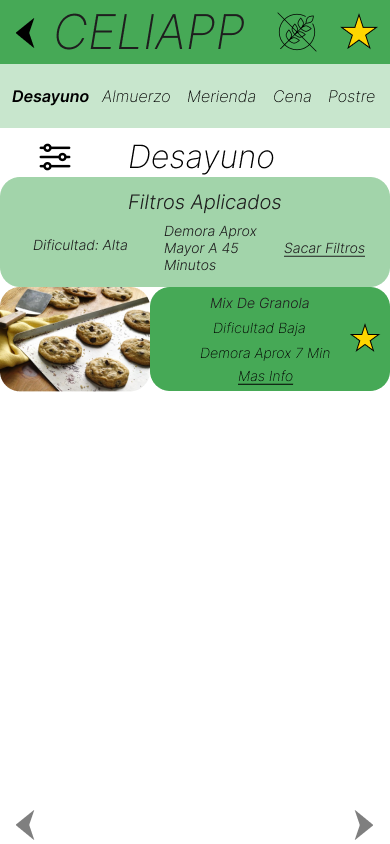 CELIAPP
Desayuno Almuerzo Merienda Cena Postre
Desayuno
Filtros Aplicados
Dificultad: Alta
Demora Aprox
Mayor A 45
Minutos
Sacar Filtros
Mix De Granola
Dificultad Baja
Demora Aprox 7 Min
Mas Info